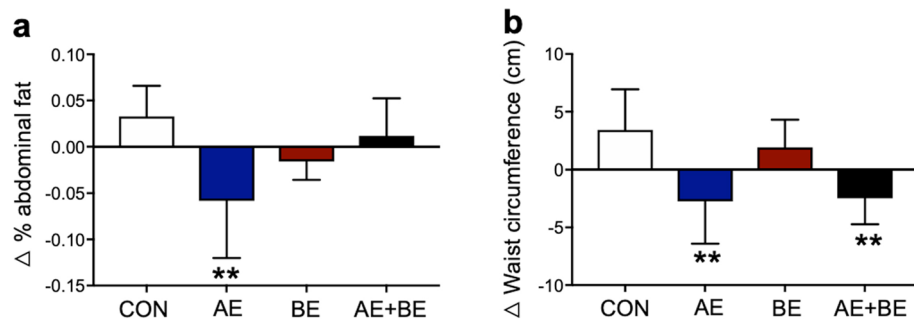 a
△ % abdominal fat
0.10
0.05
0.00
-0.05
-0.10
-0.15
**
CON AE BE AE+BE
b
△ Waist circumference (cm)
10
5
0
-5
-10
**
**
CON AE BE AE+BE